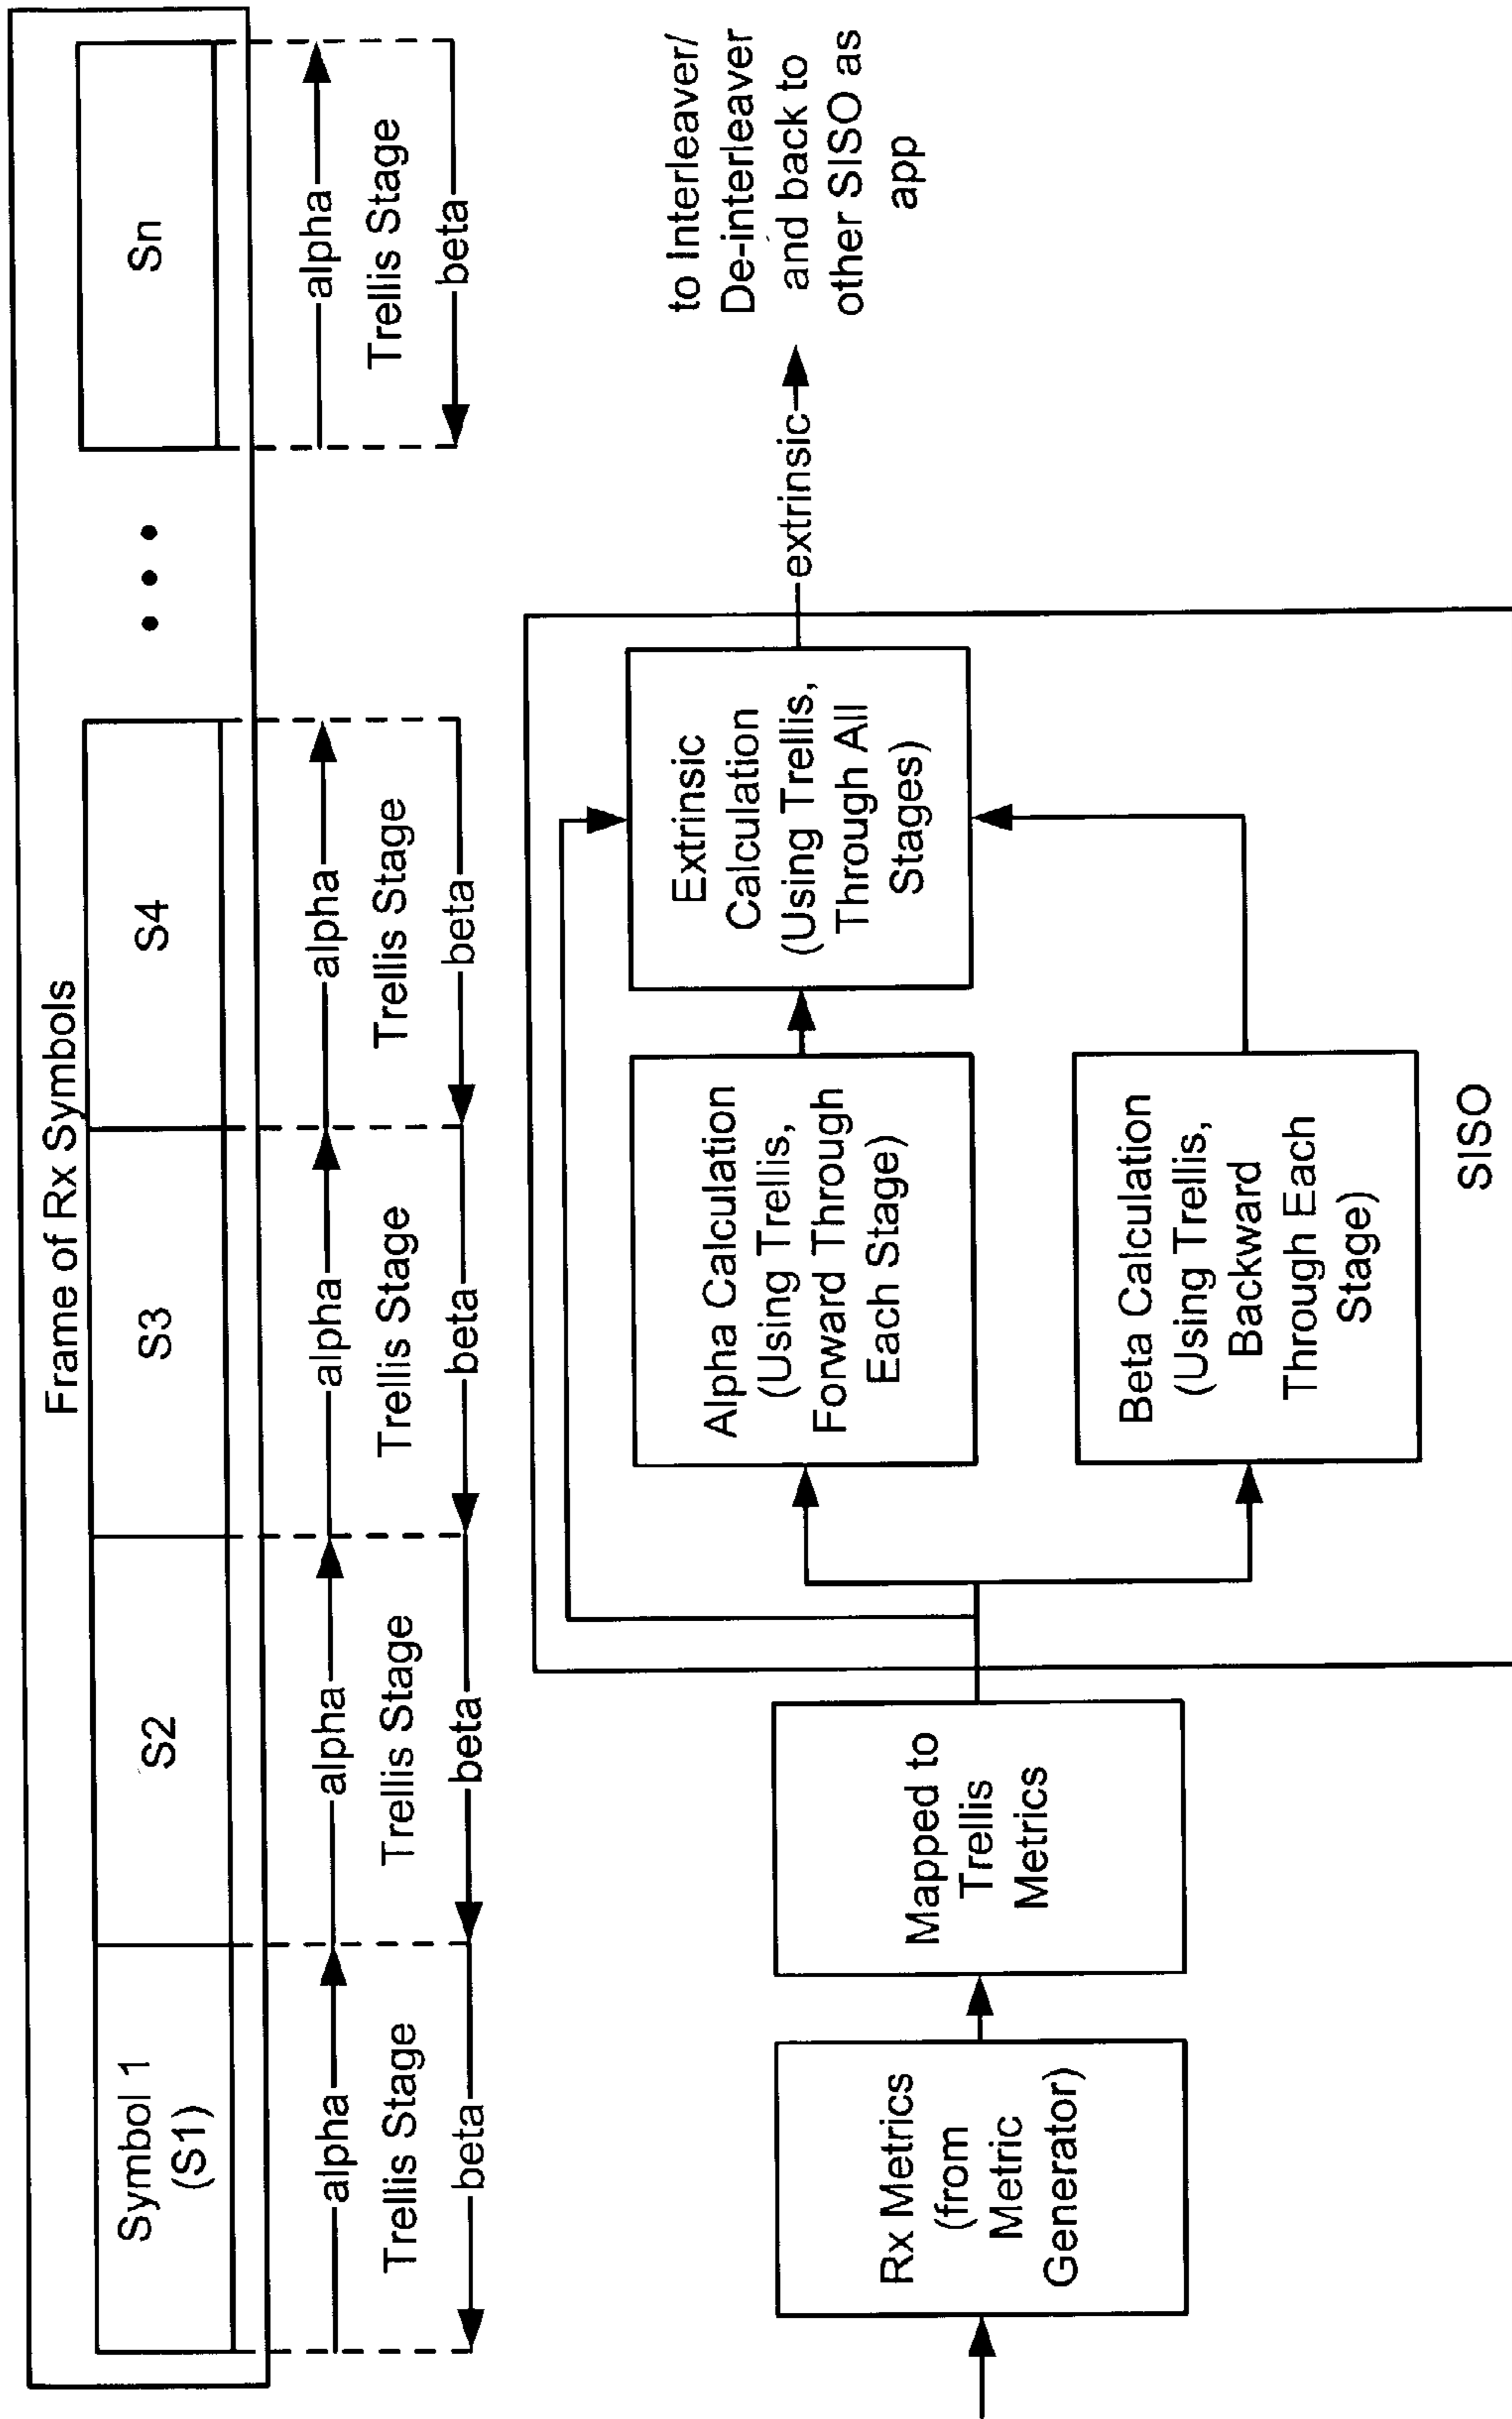 Frame of Rx Symbols
Symbol 1
(S1)
S2
S3
S4
• • •
Sn
alpha
alpha
alpha
alpha
alpha
Trellis Stage
Trellis Stage
Trellis Stage
Trellis Stage
Trellis Stage
beta
beta
beta
beta
beta
Rx Metrics
(from
Metric
Generator)
Mapped to
Trellis
Metrics
Alpha Calculation
(Using Trellis,
Forward Through
Each Stage)
Beta Calculation
(Using Trellis,
Backward
Through Each
Stage)
Extrinsic
Calculation
(Using Trellis,
Through All
Stages)
SISO
extrinsic
to Interleaver/
De-interleaver
and back to
other SISO as
app